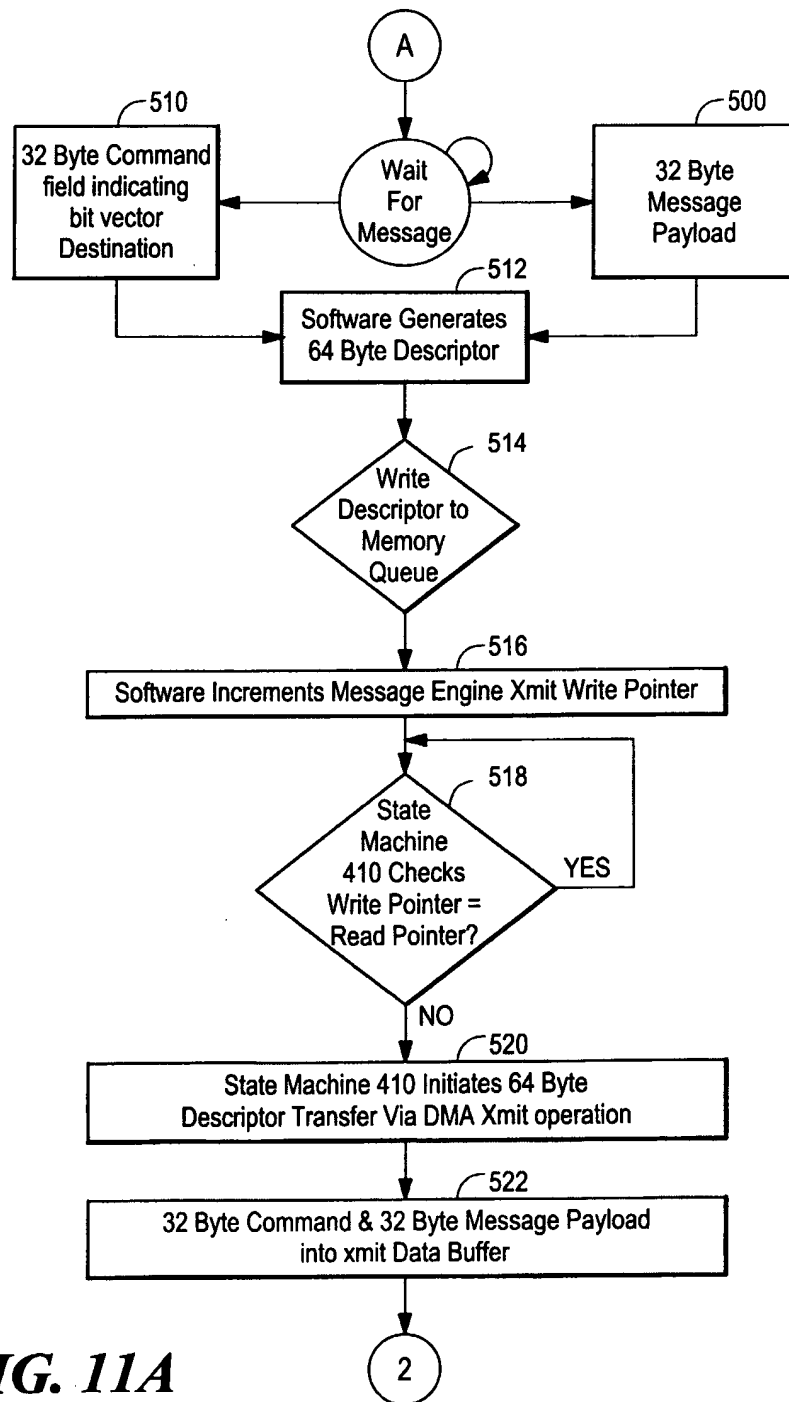 A
510
500
32 Byte Command
field indicating
bit vector
Destination
Wait
For
Message
32 Byte
Message
Payload
512
Software Generates
64 Byte Descriptor
514
Write
Descriptor to
Memory
Queue
516
Software Increments Message Engine Xmit Write Pointer
518
State
Machine
410 Checks
Write Pointer =
Read Pointer?
YES
NO
520
State Machine 410 Initiates 64 Byte
Descriptor Transfer Via DMA Xmit operation
522
32 Byte Command & 32 Byte Message Payload
into xmit Data Buffer
2
IG. 11A